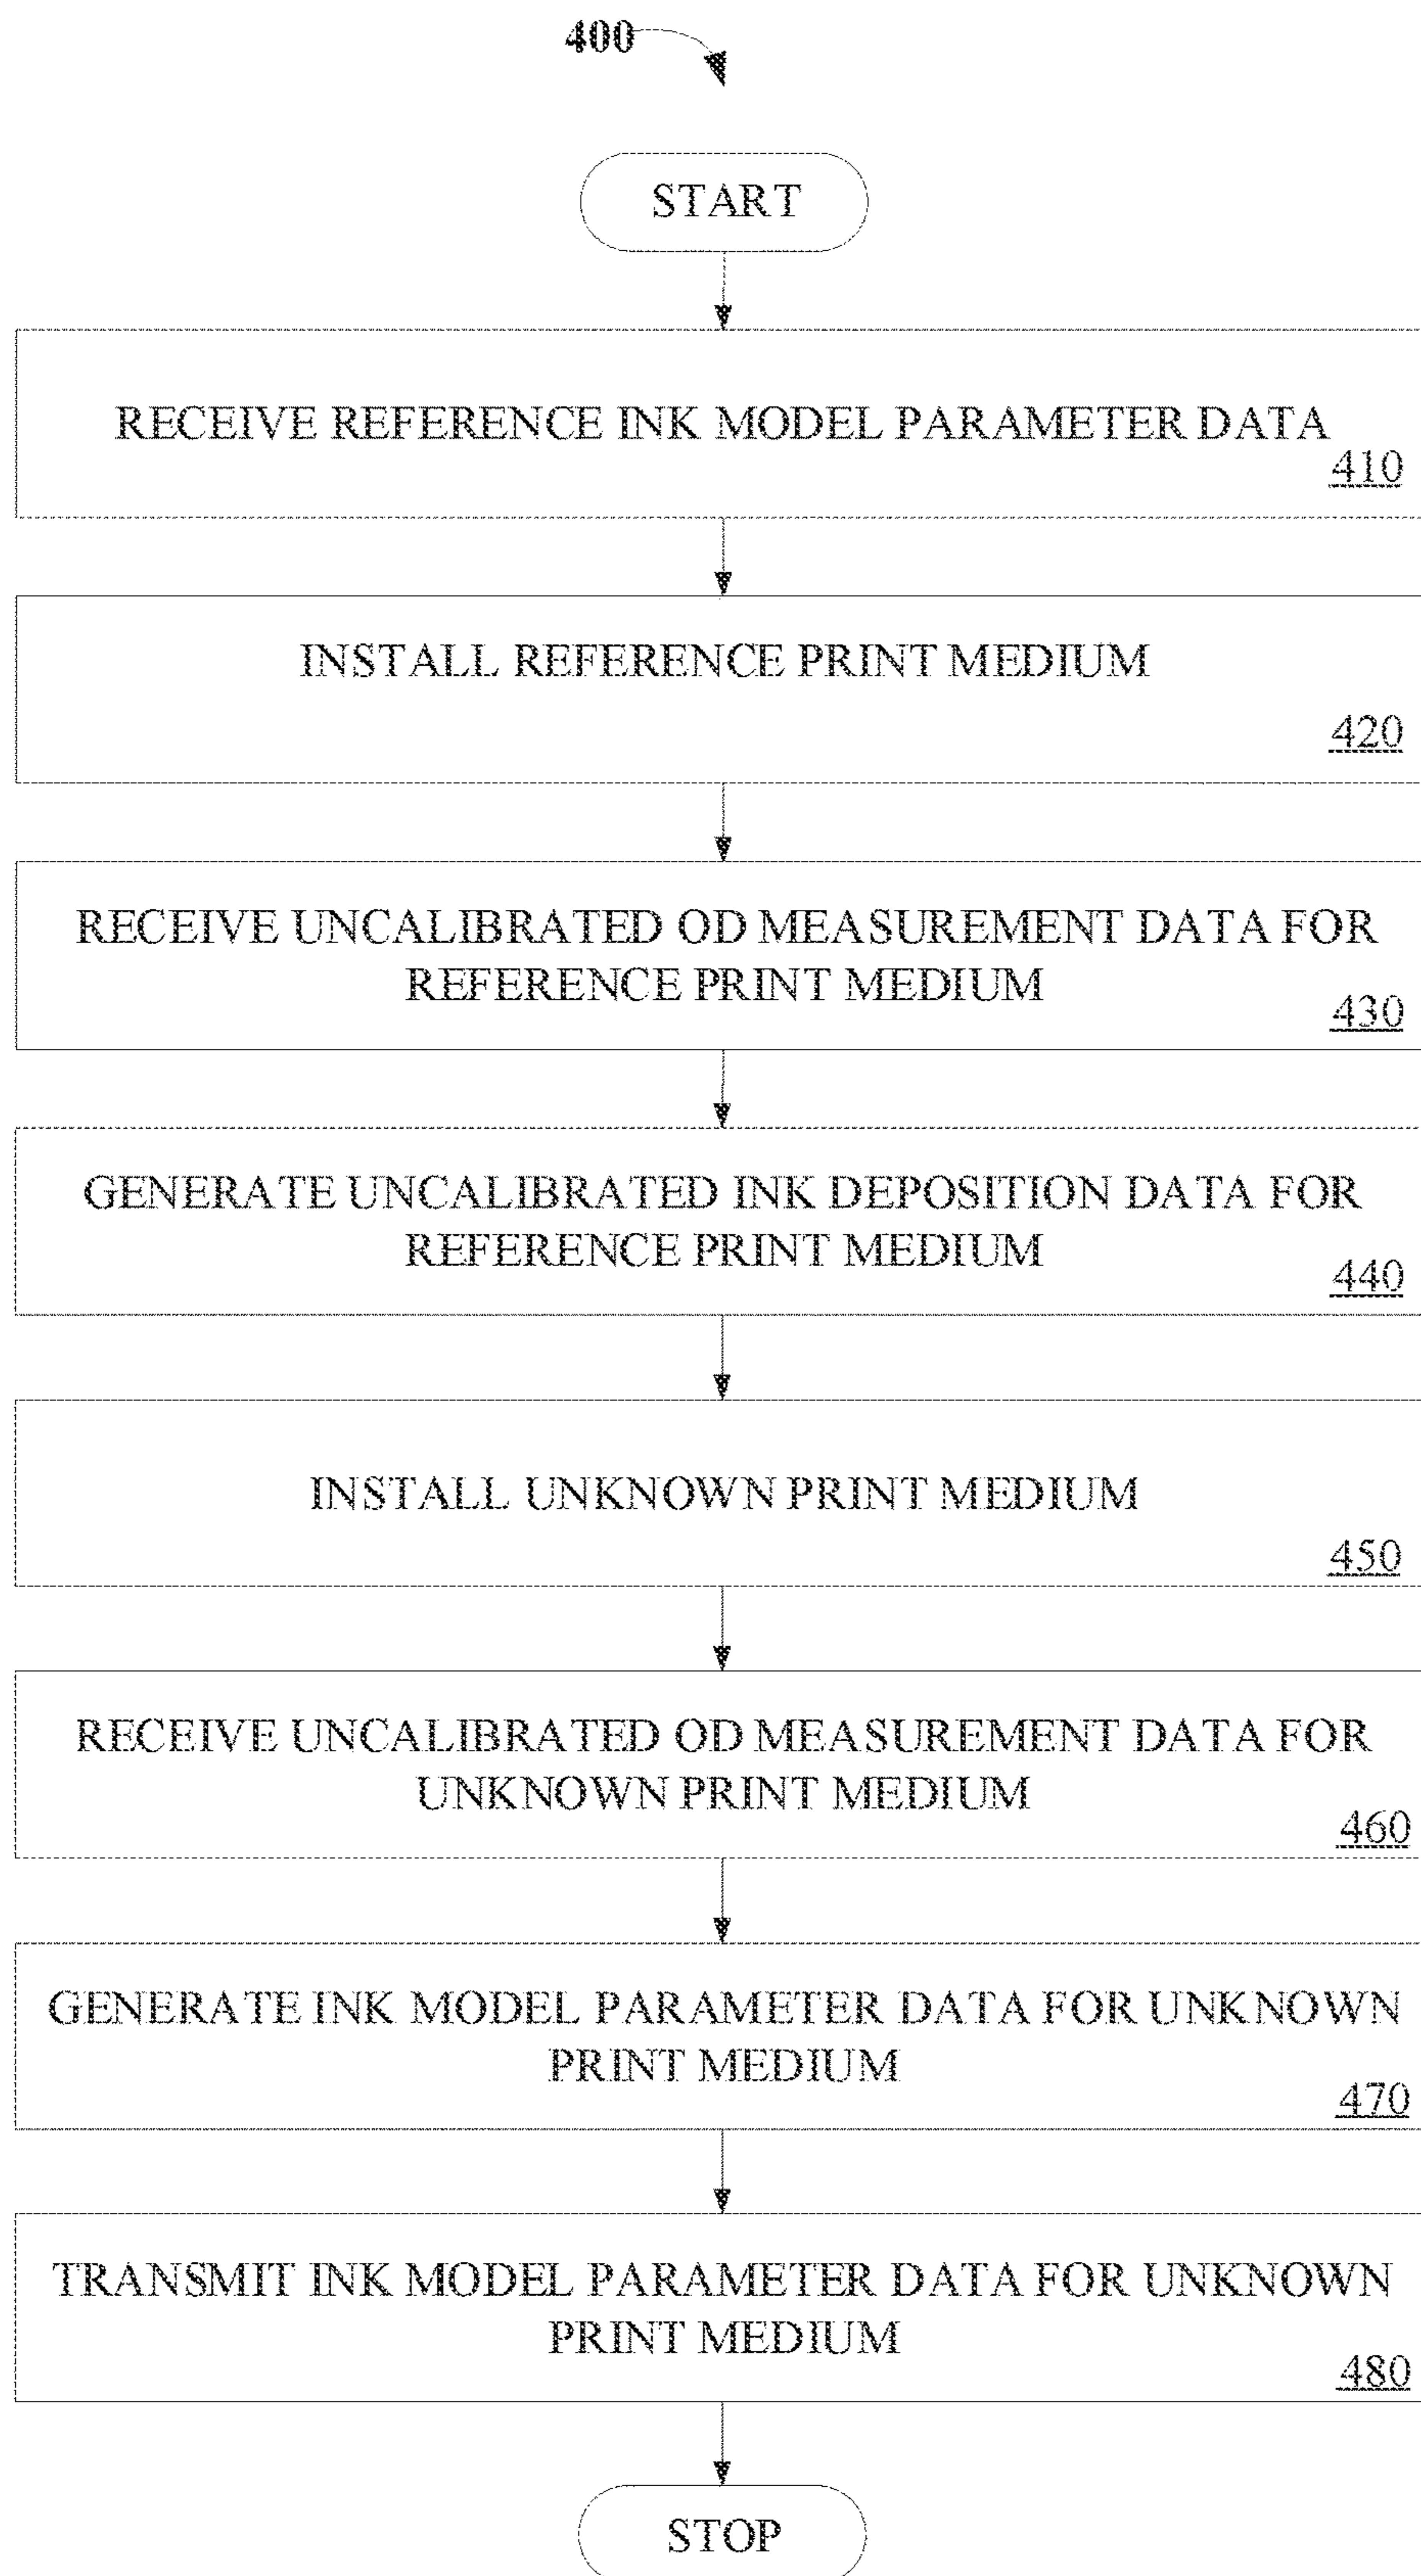 400
START
RECEIVE REFERENCE INK MODEL PARAMETER DATA
410
INSTALL REFERENCE PRINT MEDIUM
420
RECEIVE UNCALIBRATED OD MEASUREMENT DATA FOR
REFERENCE PRINT MEDIUM
430
GENERATE UNCALIBRATED INK DEPOSITION DATA FOR
REFERENCE PRINT MEDIUM
440
INSTALL UNKNOWN PRINT MEDIUM
450
RECEIVE UNCALIBRATED OD MEASUREMENT DATA FOR
UNKNOWN PRINT MEDIUM
460
GENERATE INK MODEL PARAMETER DATA FOR UNKNOWN
PRINT MEDIUM
470
TRANSMIT INK MODEL PARAMETER DATA FOR UNKNOWN
PRINT MEDIUM
480
STOP